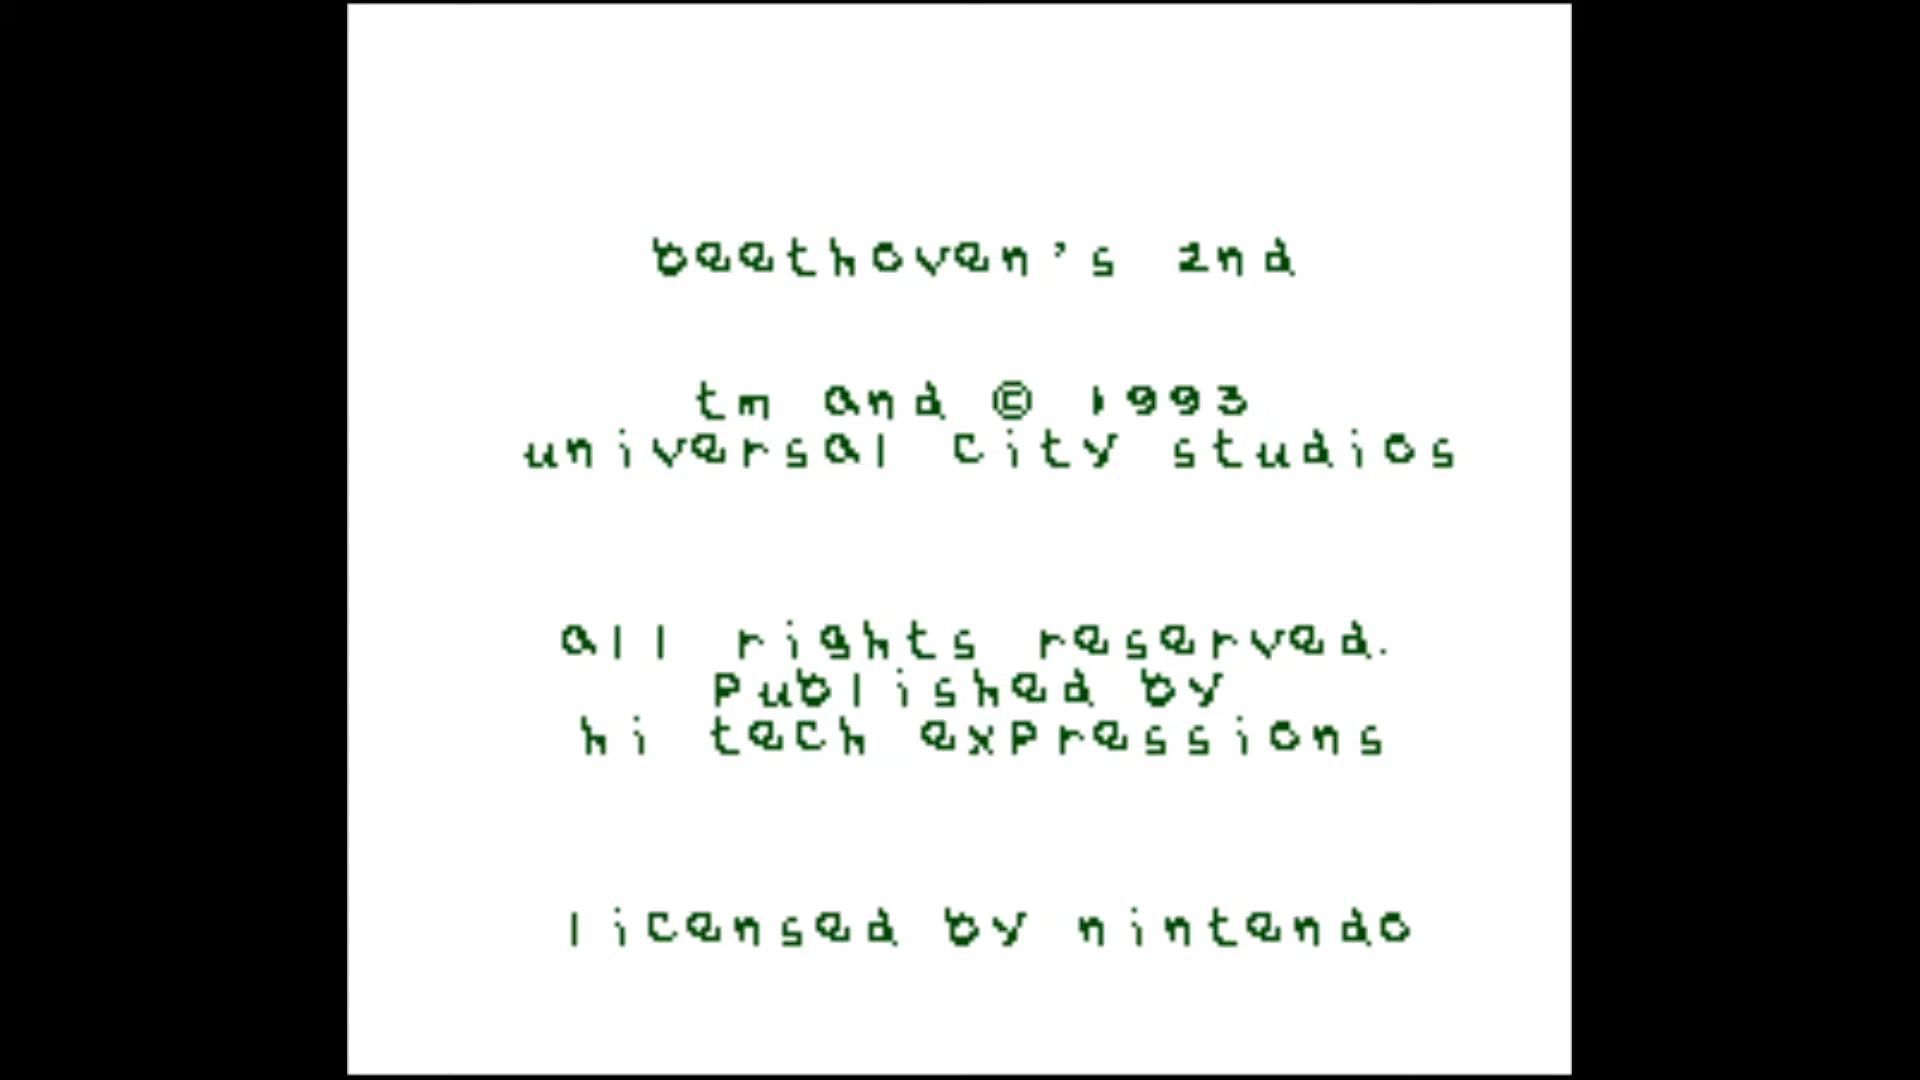 beethoven's 2nd
tm and © 1993
universal city studios
all rights reserved.
published by
hi tech expressions
licensed by nintendo